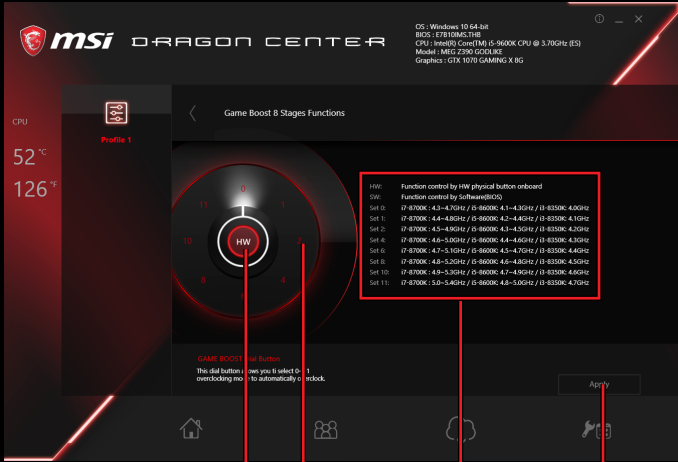 msi DRAGON CENTER
OS : Windows 10 64-bit
BIOS : E7B10IMS.THB
CPU : Intel(R) Core(TM) i5-9600K CPU @ 3.70GHz (ES)
Model : MEG Z390 GODLIKE
Graphics : GTX 1070 GAMING X 8G
CPU
52 °C
126 °F
Profile 1
Game Boost 8 Stages Functions
0
11
1
10
HW
2
8
4
6
HW: Function control by HW physical button onboard
SW: Function control by Software(BIOS)
Set 0: i7-8700K : 4.3~4.7GHz / i5-8600K: 4.1~4.3GHz / i3-8350K: 4.0GHz
Set 1: i7-8700K : 4.4~4.8GHz / i5-8600K: 4.2~4.4GHz / i3-8350K: 4.1GHz
Set 2: i7-8700K : 4.5~4.9GHz / i5-8600K: 4.3~4.5GHz / i3-8350K: 4.2GHz
Set 4: i7-8700K : 4.6~5.0GHz / i5-8600K: 4.4~4.6GHz / i3-8350K: 4.3GHz
Set 6: i7-8700K : 4.7~5.1GHz / i5-8600K: 4.5~4.7GHz / i3-8350K: 4.4GHz
Set 8: i7-8700K : 4.8~5.2GHz / i5-8600K: 4.6~4.8GHz / i3-8350K: 4.5GHz
Set 10: i7-8700K : 4.9~5.3GHz / i5-8600K: 4.7~4.9GHz / i3-8350K: 4.6GHz
Set 11: i7-8700K : 5.0~5.4GHz / i5-8600K: 4.8~5.0GHz / i3-8350K: 4.7GHz
GAME BOOST Dial Button
This dial button allows you ti select 0~11
overclocking mode to automatically overclock.
Apply